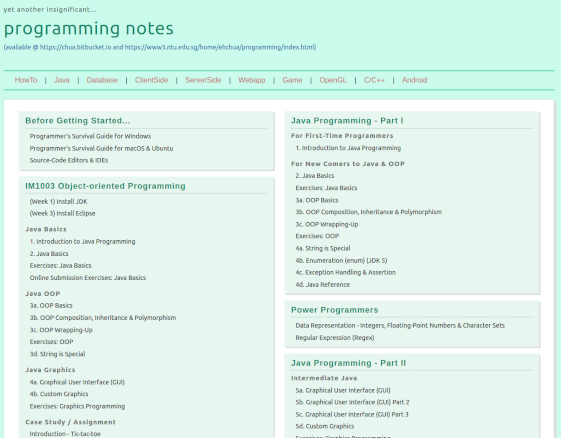 yet another insignificant...
programming notes
(avaliable @ https://chua.bitbucket.io and https://www3.ntu.edu.sg/home/ehchua/programming/index.html)
HowTo | Java | Database | ClientSide | ServerSide | Webapp | Game | OpenGL | C/C++ | Android
Before Getting Started...
Programmer's Survival Guide for Windows
Programmer's Survival Guide for macOS & Ubuntu
Source-Code Editors & IDEs
IM1003 Object-oriented Programming
(Week 1) Install JDK
(Week 3) Install Eclipse
Java Basics
1. Introduction to Java Programming
2. Java Basics
Exercises: Java Basics
Online Submission Exercises: Java Basics
Java OOP
3a. OOP Basics
3b. OOP Composition, Inheritance & Polymorphism
3c. OOP Wrapping-Up
Exercises: OOP
3d. String is Special
Java Graphics
4a. Graphical User Interface (GUI)
4b. Custom Graphics
Exercises: Graphics Programming
Case Study / Assignment
Introduction - Tic-tac-toe
Java Programming - Part I
For First-Time Programmers
1. Introduction to Java Programming
For New Comers to Java & OOP
2. Java Basics
Exercises: Java Basics
3a. OOP Basics
3b. OOP Composition, Inheritance & Polymorphism
3c. OOP Wrapping-Up
Exercises: OOP
4a. String is Special
4b. Enumeration (enum) (JDK 5)
4c. Exception Handling & Assertion
4d. Java Reference
Power Programmers
Data Representation - Integers, Floating-Point Numbers & Character Sets
Regular Expression (Regex)
Java Programming - Part II
Intermediate Java
5a. Graphical User Interface (GUI)
5b. Graphical User Interface (GUI) Part 2
5c. Graphical User Interface (GUI) Part 3
5d. Custom Graphics